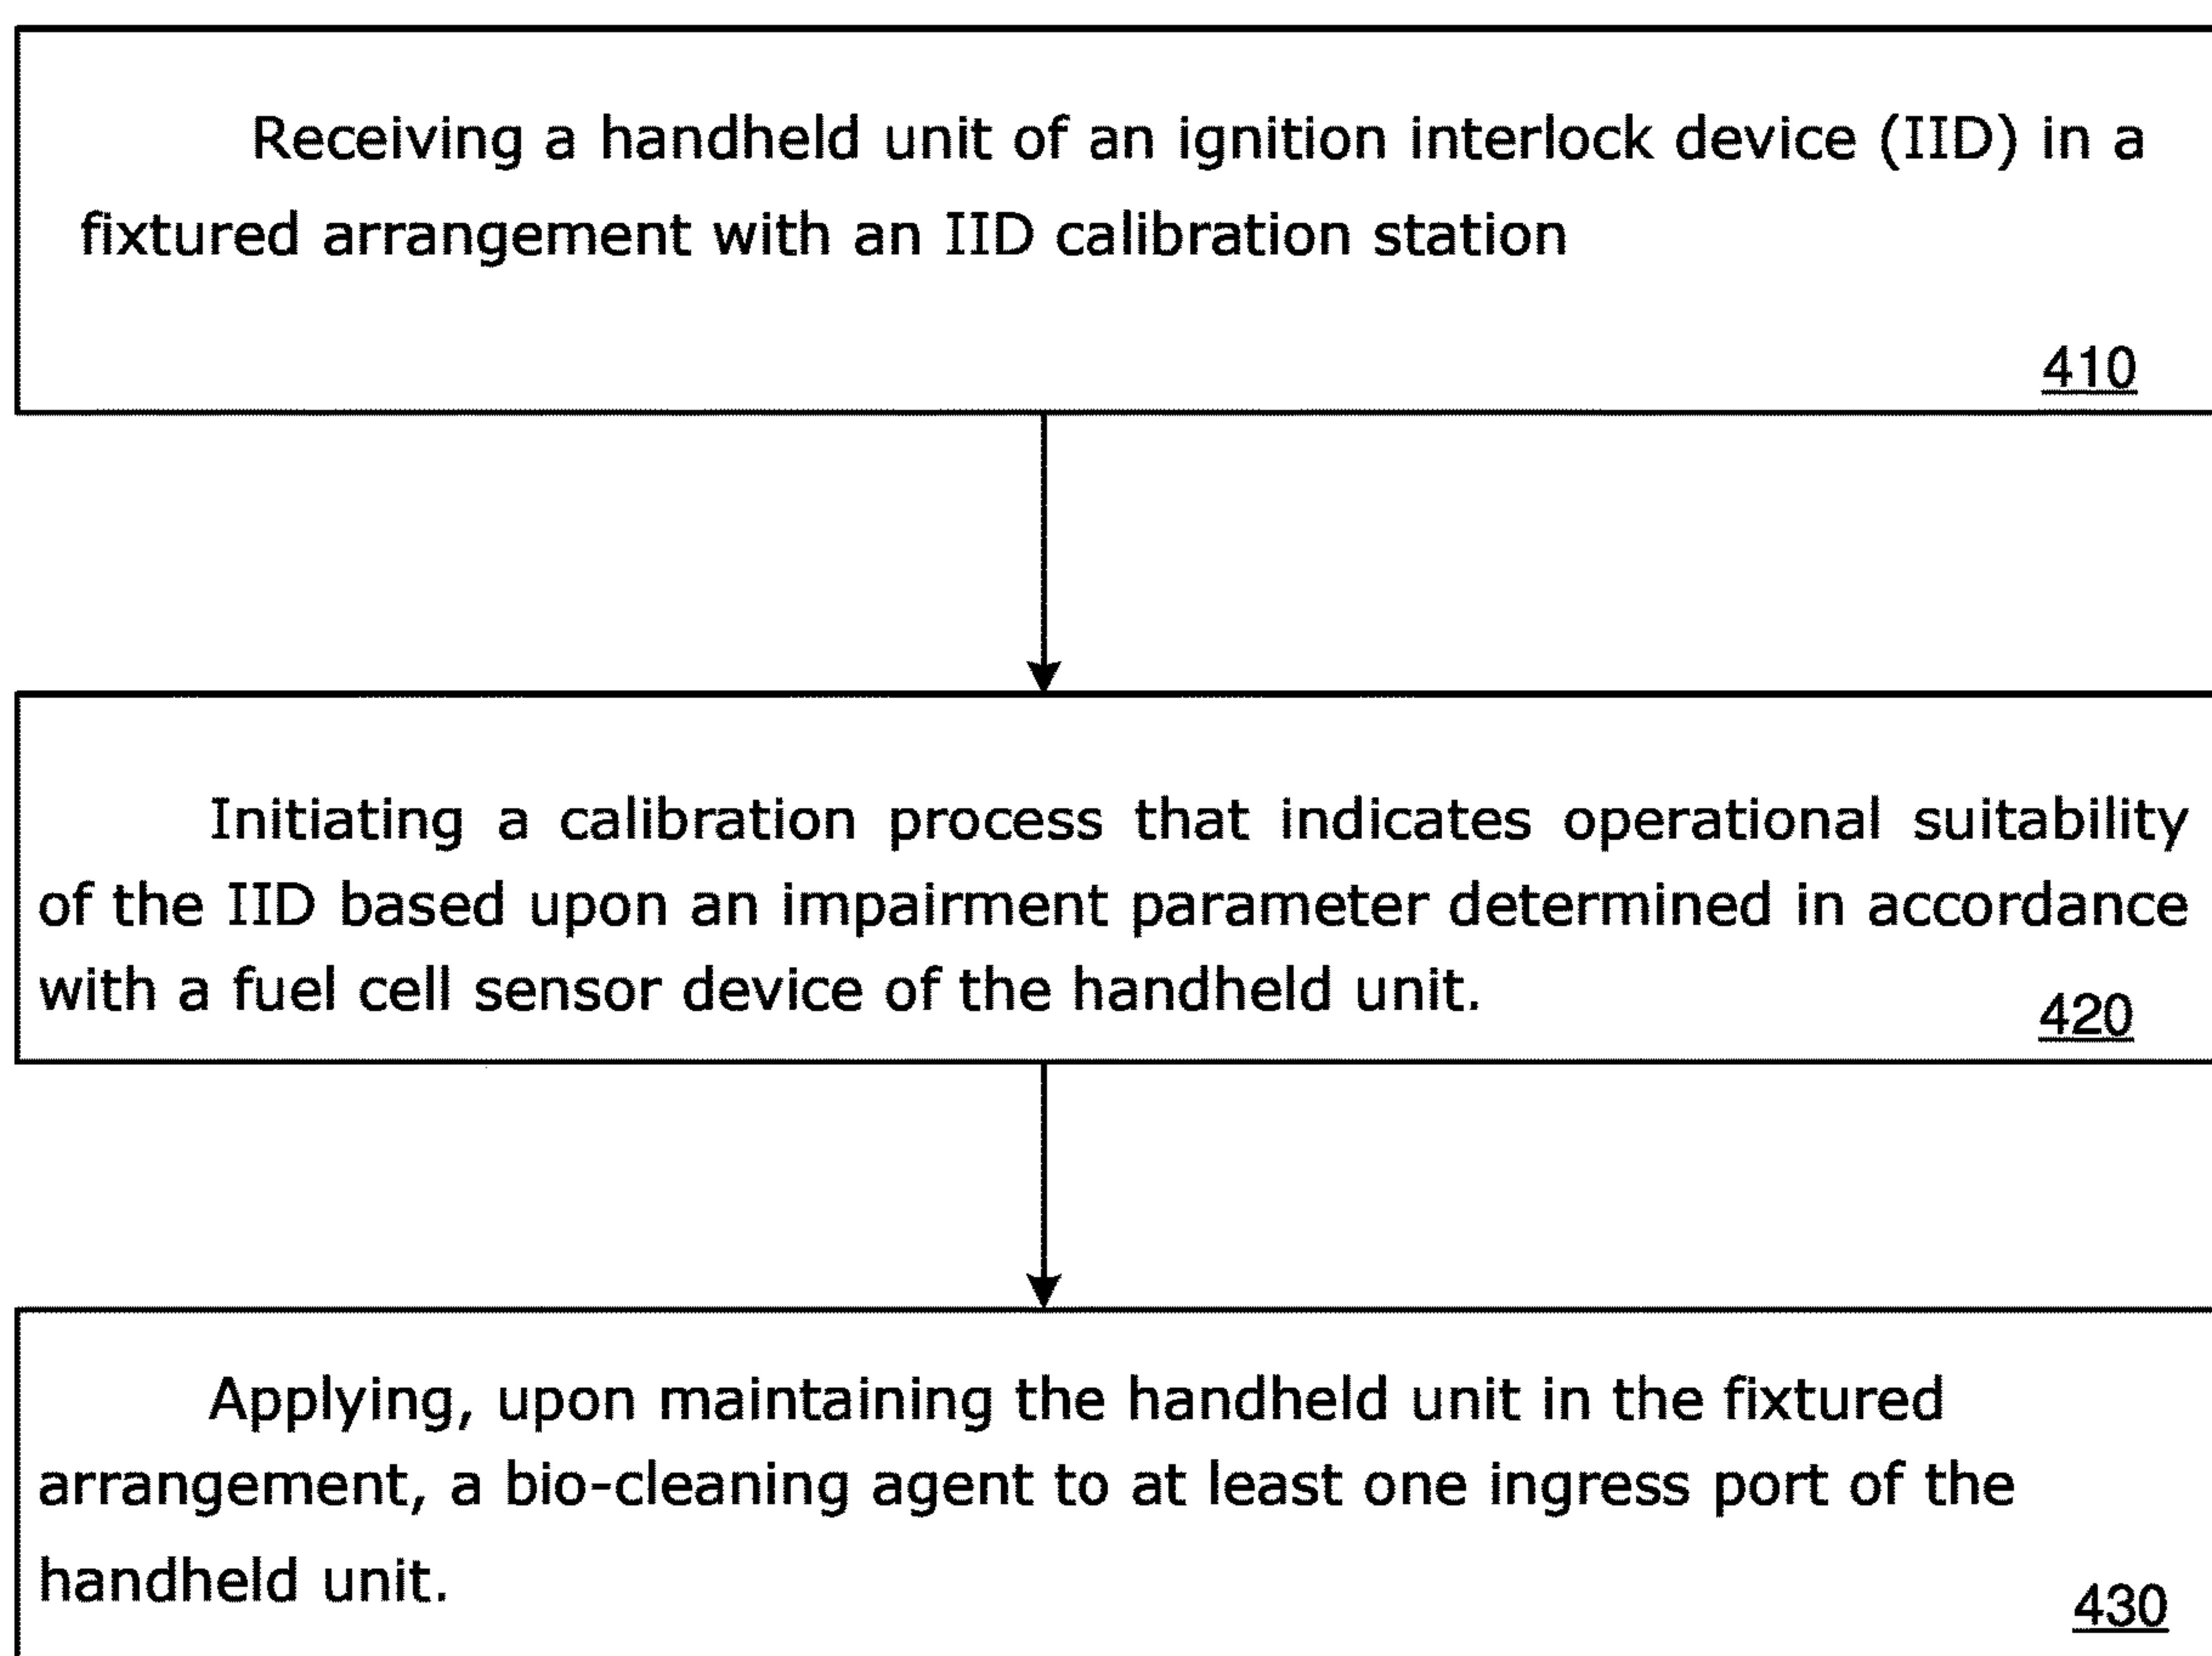 Receiving a handheld unit of an ignition interlock device (IID) in a
fixtured arrangement with an IID calibration station
410
Initiating a calibration process that indicates operational suitability
of the IID based upon an impairment parameter determined in accordance
with a fuel cell sensor device of the handheld unit.
420
Applying, upon maintaining the handheld unit in the fixtured
arrangement, a bio-cleaning agent to at least one ingress port of the
handheld unit.
430